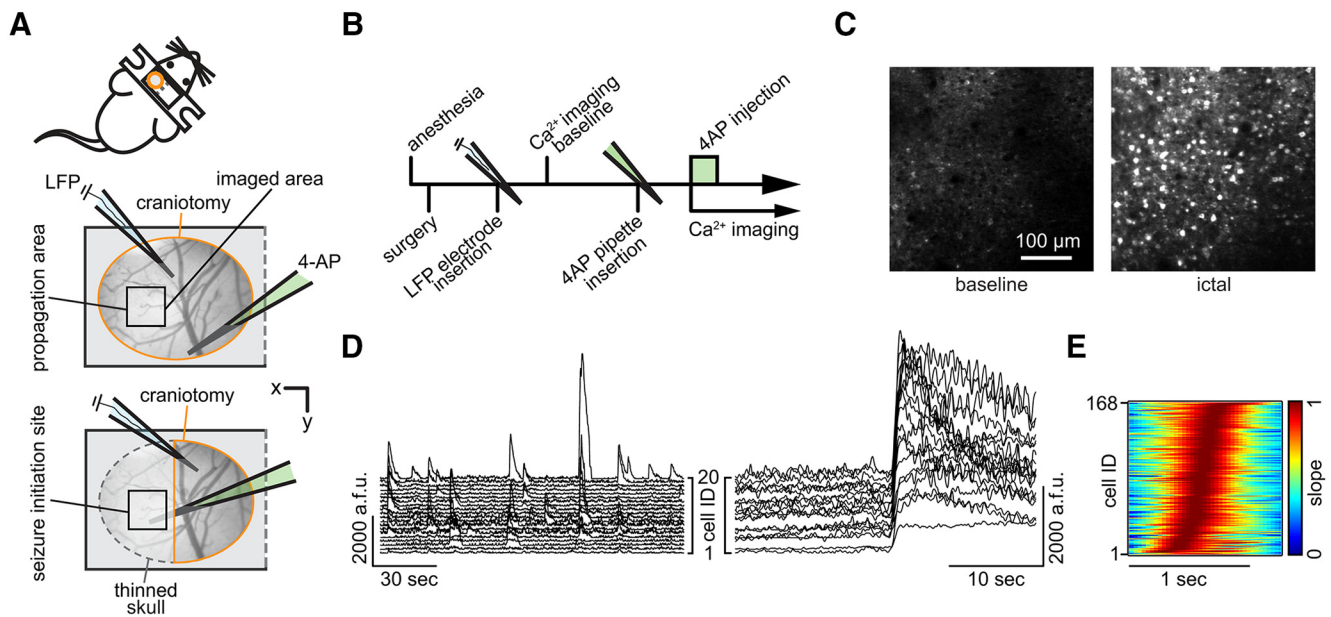 A
LFP
imaged area
craniotomy
4-AP
propagation area
craniotomy
x
y
seizure initiation site
thinned
skull
B
anesthesia
surgery
LFP electrode
insertion
Ca²⁺ imaging
baseline
4AP pipette
insertion
4AP injection
Ca²⁺ imaging
C
100 µm
baseline
ictal
D
2000 a.f.u.
30 sec
20
cell ID
1
10 sec
2000 a.f.u.
E
168
cell ID
1
1 sec
1
slope
0